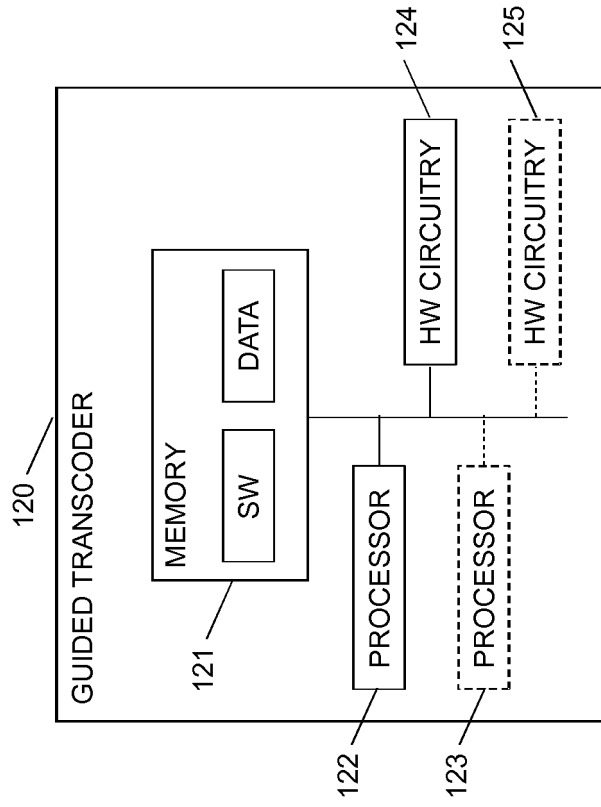 120
GUIDED TRANSCODER
MEMORY
SW
DATA
121
122
PROCESSOR
HW CIRCUITRY
124
123
PROCESSOR
HW CIRCUITRY
125